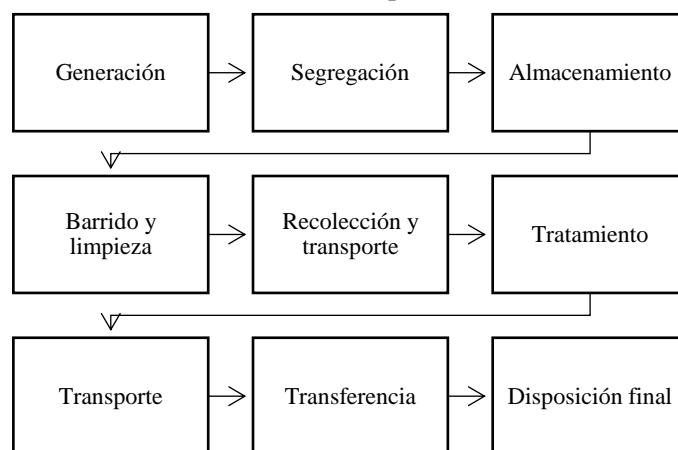 Generación
Segregación
Almacenamiento
Barrido y
limpieza
Recolección y
transporte
Tratamiento
Transporte
Transferencia
Disposición final